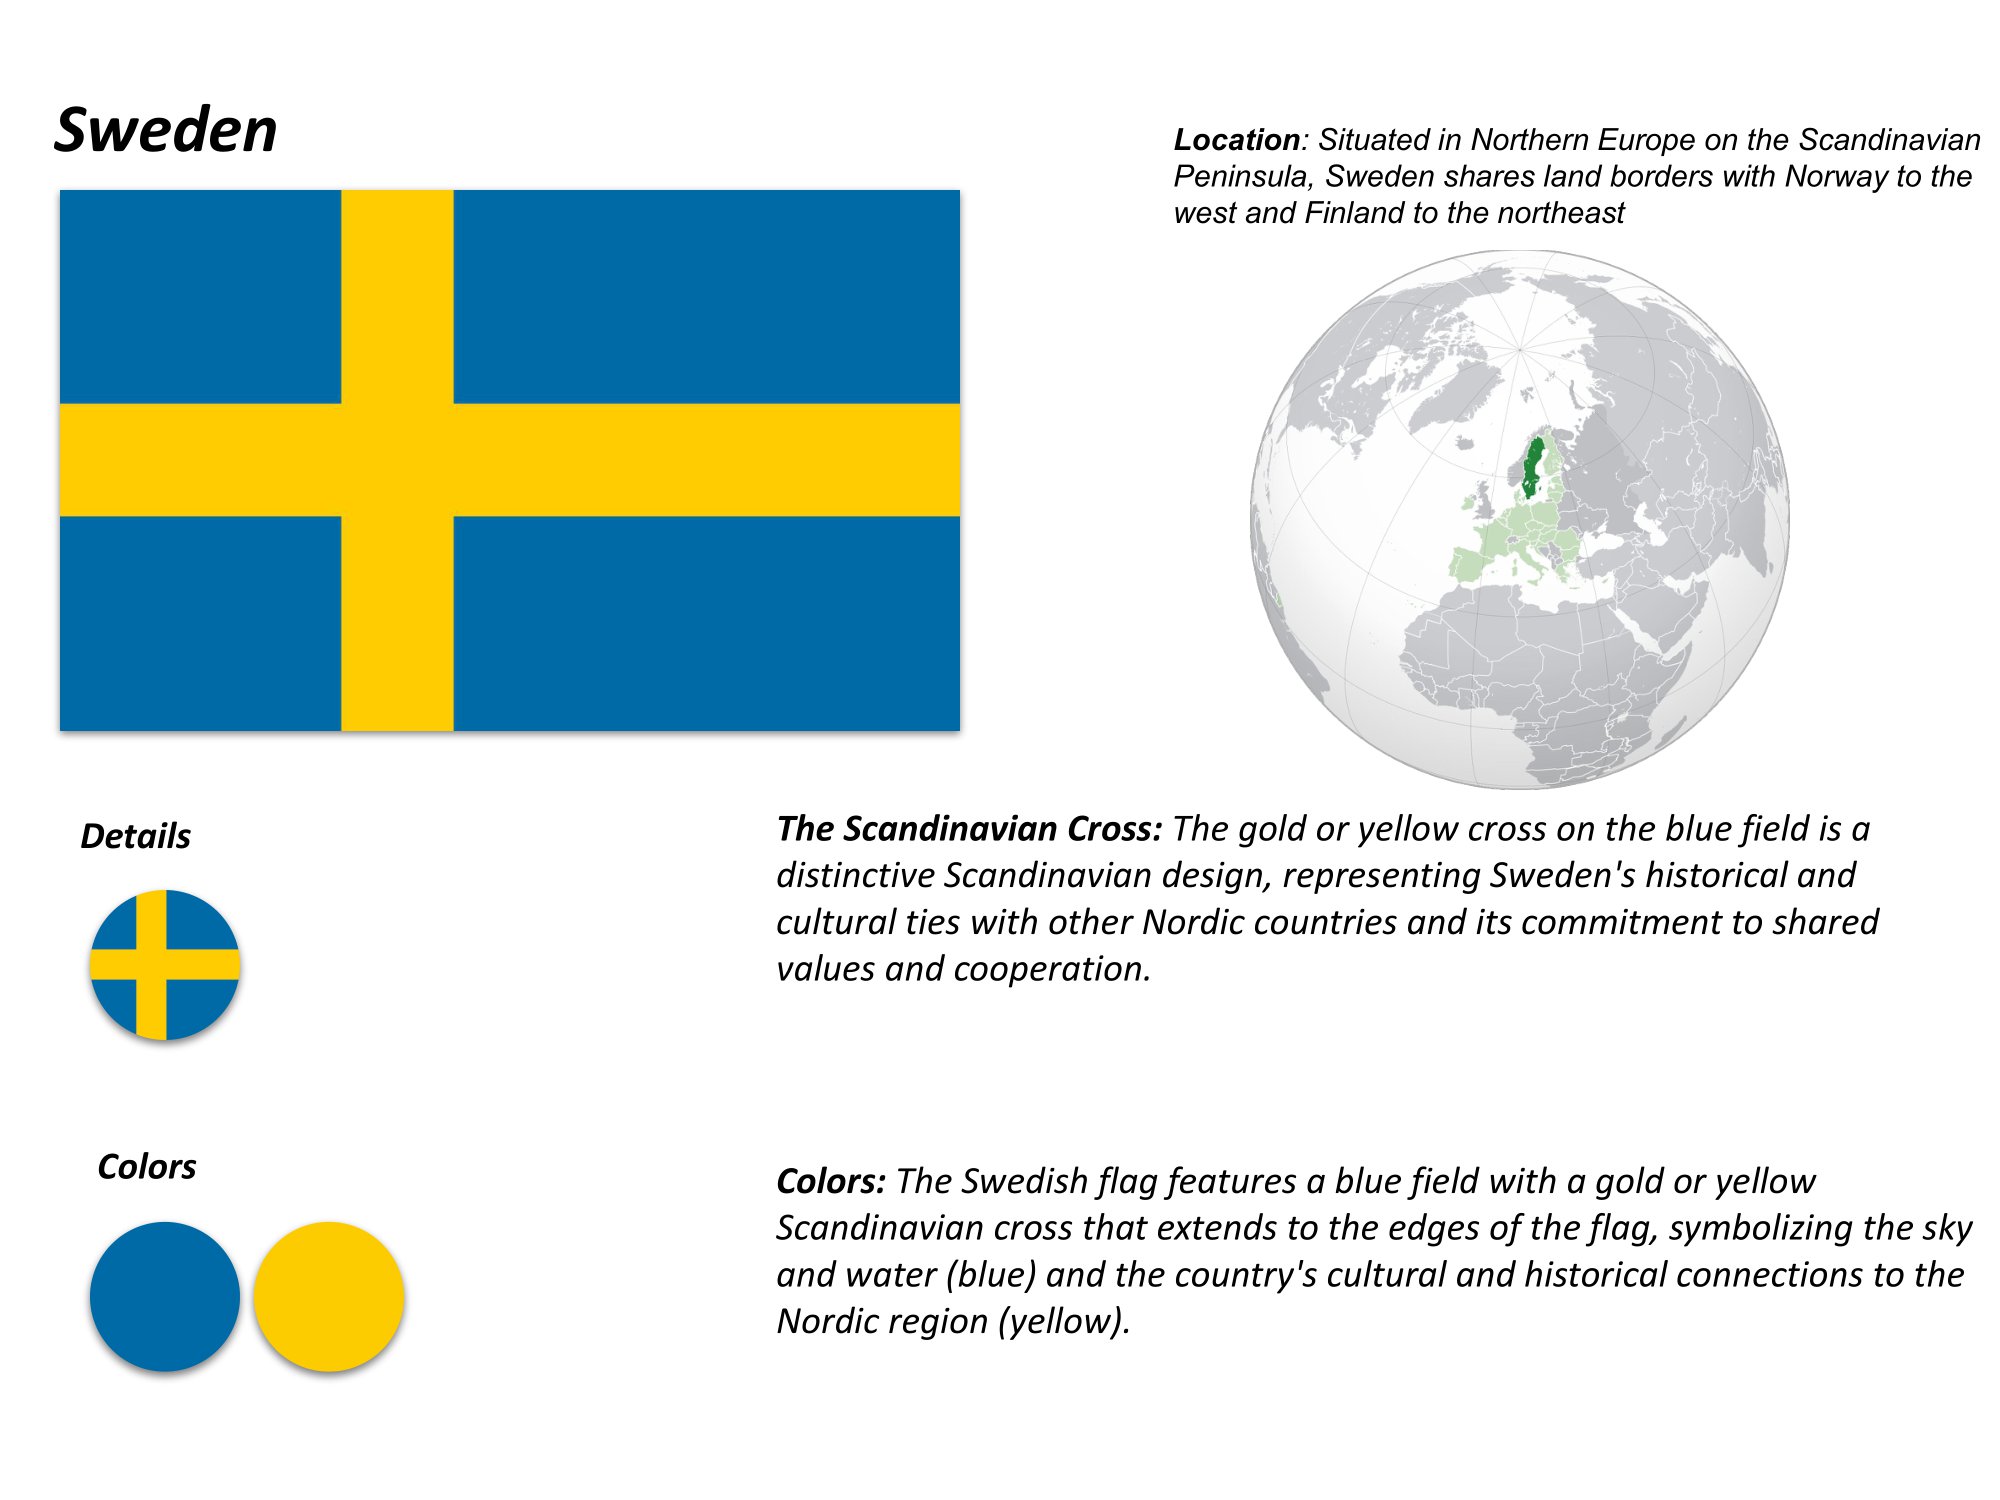 Sweden
Location: Situated in Northern Europe on the Scandinavian
Peninsula, Sweden shares land borders with Norway to the
west and Finland to the northeast
Details
The Scandinavian Cross: The gold or yellow cross on the blue field is a
distinctive Scandinavian design, representing Sweden's historical and
cultural ties with other Nordic countries and its commitment to shared
values and cooperation.
Colors
Colors: The Swedish flag features a blue field with a gold or yellow
Scandinavian cross that extends to the edges of the flag, symbolizing the sky
and water (blue) and the country's cultural and historical connections to the
Nordic region (yellow).